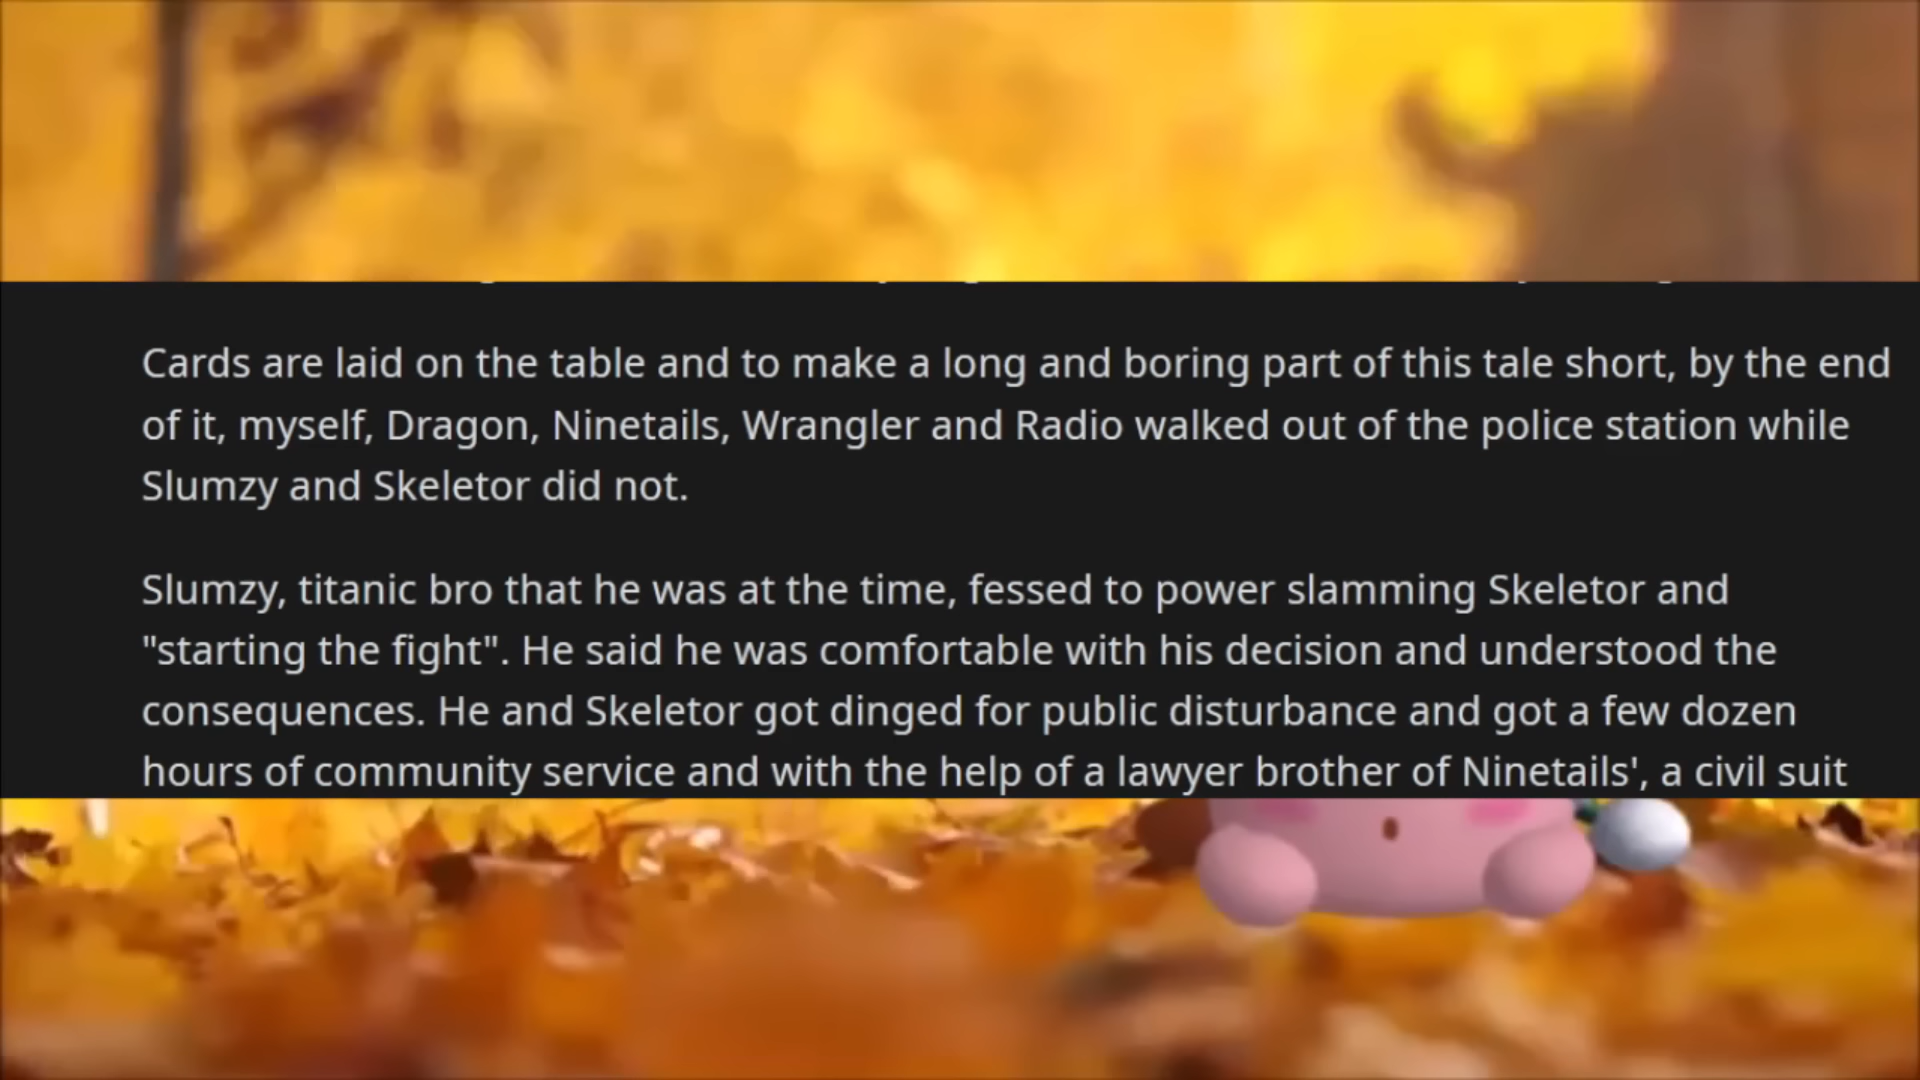 Cards are laid on the table and to make a long and boring part of this tale short, by the end
of it, myself, Dragon, Ninetails, Wrangler and Radio walked out of the police station while
Slumzy and Skeletor did not.
Slumzy, titanic bro that he was at the time, fessed to power slamming Skeletor and
"starting the fight". He said he was comfortable with his decision and understood the
consequences. He and Skeletor got dinged for public disturbance and got a few dozen
hours of community service and with the help of a lawyer brother of Ninetails', a civil suit